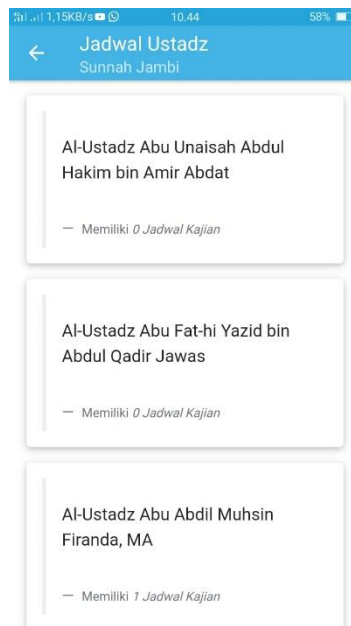 1,15KB/s 10.44 58%
Jadwal Ustadz
Sunnah Jambi
Al-Ustadz Abu Unaisah Abdul
Hakim bin Amir Abdat
— Memiliki 0 Jadwal Kajian
Al-Ustadz Abu Fat-hi Yazid bin
Abdul Qadir Jawas
— Memiliki 0 Jadwal Kajian
Al-Ustadz Abu Abdil Muhsin
Firanda, MA
— Memiliki 1 Jadwal Kajian